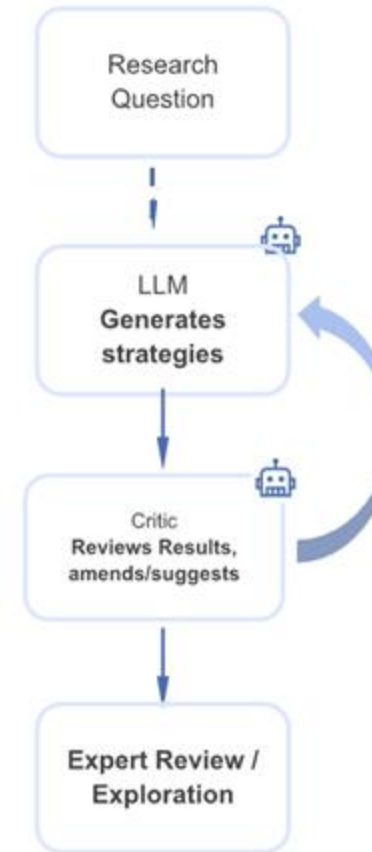 Research
Question
LLM
Generates
strategies
Critic
Reviews Results,
amends/suggests
Expert Review /
Exploration